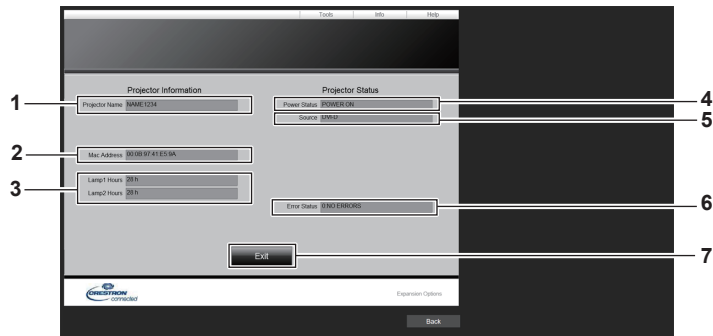 Tools Info Help
Projector Information Projector Status
1 Projector Name NAME1234 Power Status POWER ON 4
Source DVI-D 5
2 Mac Address 00:0B:97:41:E5:9A
3 Lamp1 Hours 28 h
Lamp2 Hours 28 h
Error Status 0:NO ERRORS 6
Exit 7
CRESTRON connected Expansion Options
Back